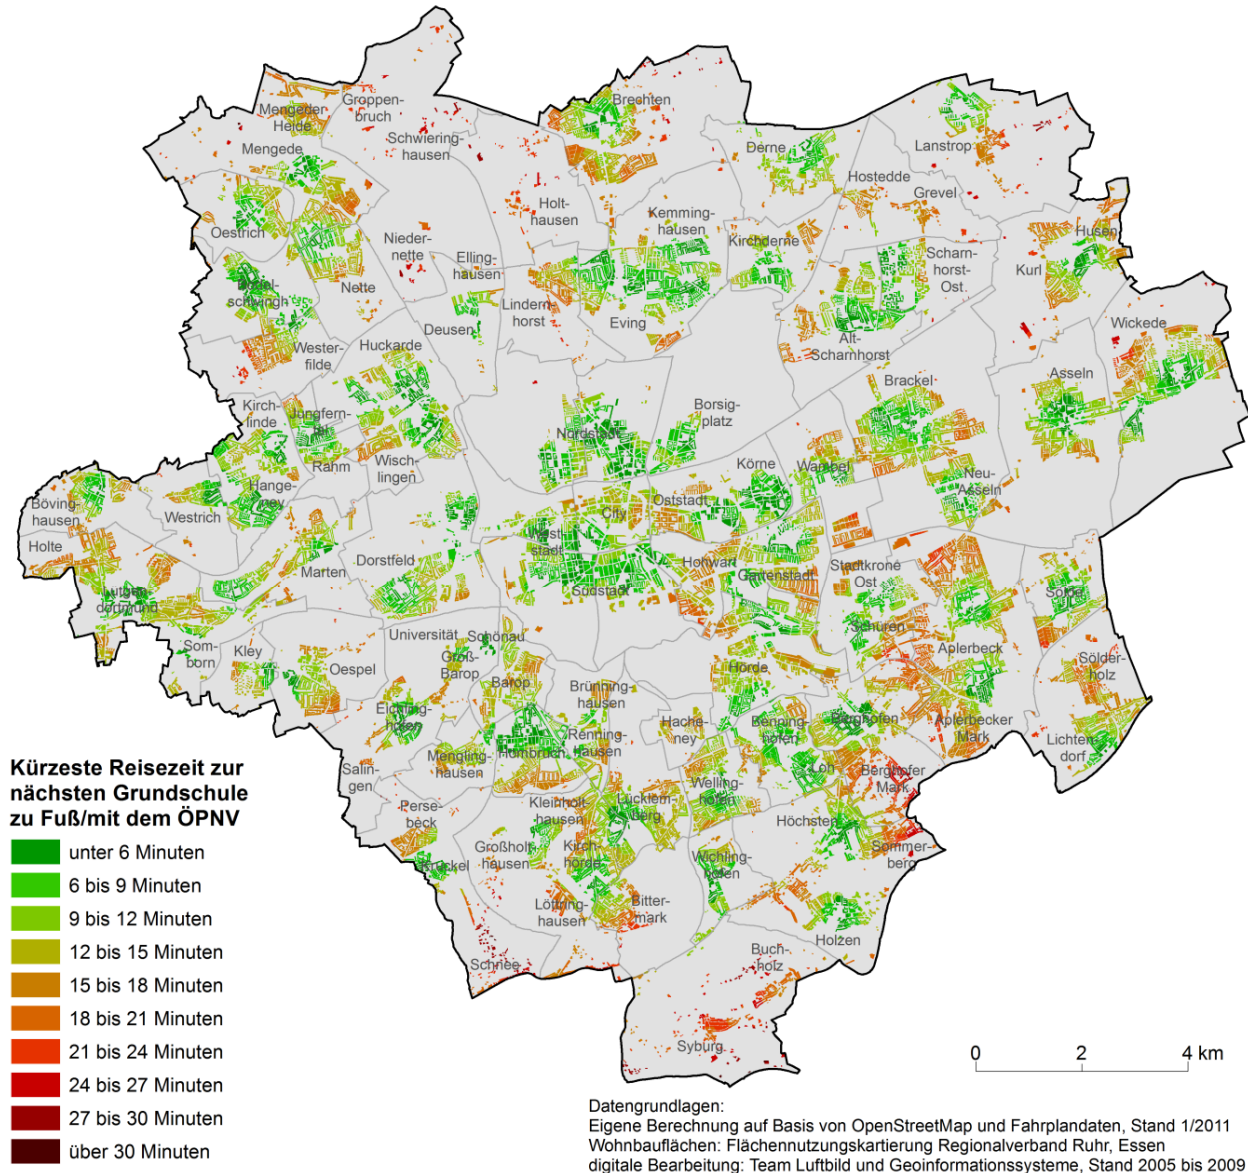 Mengeder
Heide
Groppen-
bruch
Schwiering-
hausen
Mengede
Brechten
Derne
Lanstrop
Hostedde
Grevel
Oestrich
Nieder-
nette
Holt-
hausen
Kemming-
hausen
Kirchderne
Husen
Kurl
Scharn-
horst-
Ost
Elling-
hausen
Nette
Bodel-
schwingh
Lindern-
horst
Deusen
Eving
Alt-
Scharnhorst
Wickede
Asseln
Wester-
filde
Huckarde
Brackel
Kirch-
linde
Jungfern-
tal
Rahm
Wisch-
lingen
Nordstadt
Borsig-
platz
Körne
Wambel
Neu-
Asseln
Böving-
hausen
Westrich
Hange-
ney
Oststadt
City
West-
stadt
Holte
Marten
Dorstfeld
Hohwart
Gartenstadt
Stadtkrone
Ost
Südstadt
Lütgen-
dortmund
Sölde
Schüren
Aplerbeck
Som-
born
Kley
Oespel
Universität
Schönau
Groß-
Barop
Barop
Brünning-
hausen
Hörde
Sölder-
holz
Eichling-
hofen
Hombruch
Renning-
hausen
Hache-
ney
Benning-
hofen
Berghofen
Aplerbecker
Mark
Lichten-
dorf
Salin-
gen
Mengling-
hausen
Loh
Berghofer
Mark
Perse-
beck
Kleinholt-
hausen
Lücklem-
berg
Welling-
hofen
Höchsten
Sommer-
berg
Kruckel
Großholt-
hausen
Kirch-
hörde
Wichling-
hofen
Löttring-
hausen
Bitter-
mark
Holzen
Schnee
Buch-
holz
Syburg
Kürzeste Reisezeit zur
nächsten Grundschule
zu Fuß/mit dem ÖPNV
unter 6 Minuten
6 bis 9 Minuten
9 bis 12 Minuten
12 bis 15 Minuten
15 bis 18 Minuten
18 bis 21 Minuten
21 bis 24 Minuten
24 bis 27 Minuten
27 bis 30 Minuten
über 30 Minuten
0 2 4 km
Datengrundlagen:
Eigene Berechnung auf Basis von OpenStreetMap und Fahrplandaten, Stand 1/2011
Wohnbauflächen: Flächennutzungskartierung Regionalverband Ruhr, Essen
digitale Bearbeitung: Team Luftbild und Geoinformationssysteme, Stand 2005 bis 2009